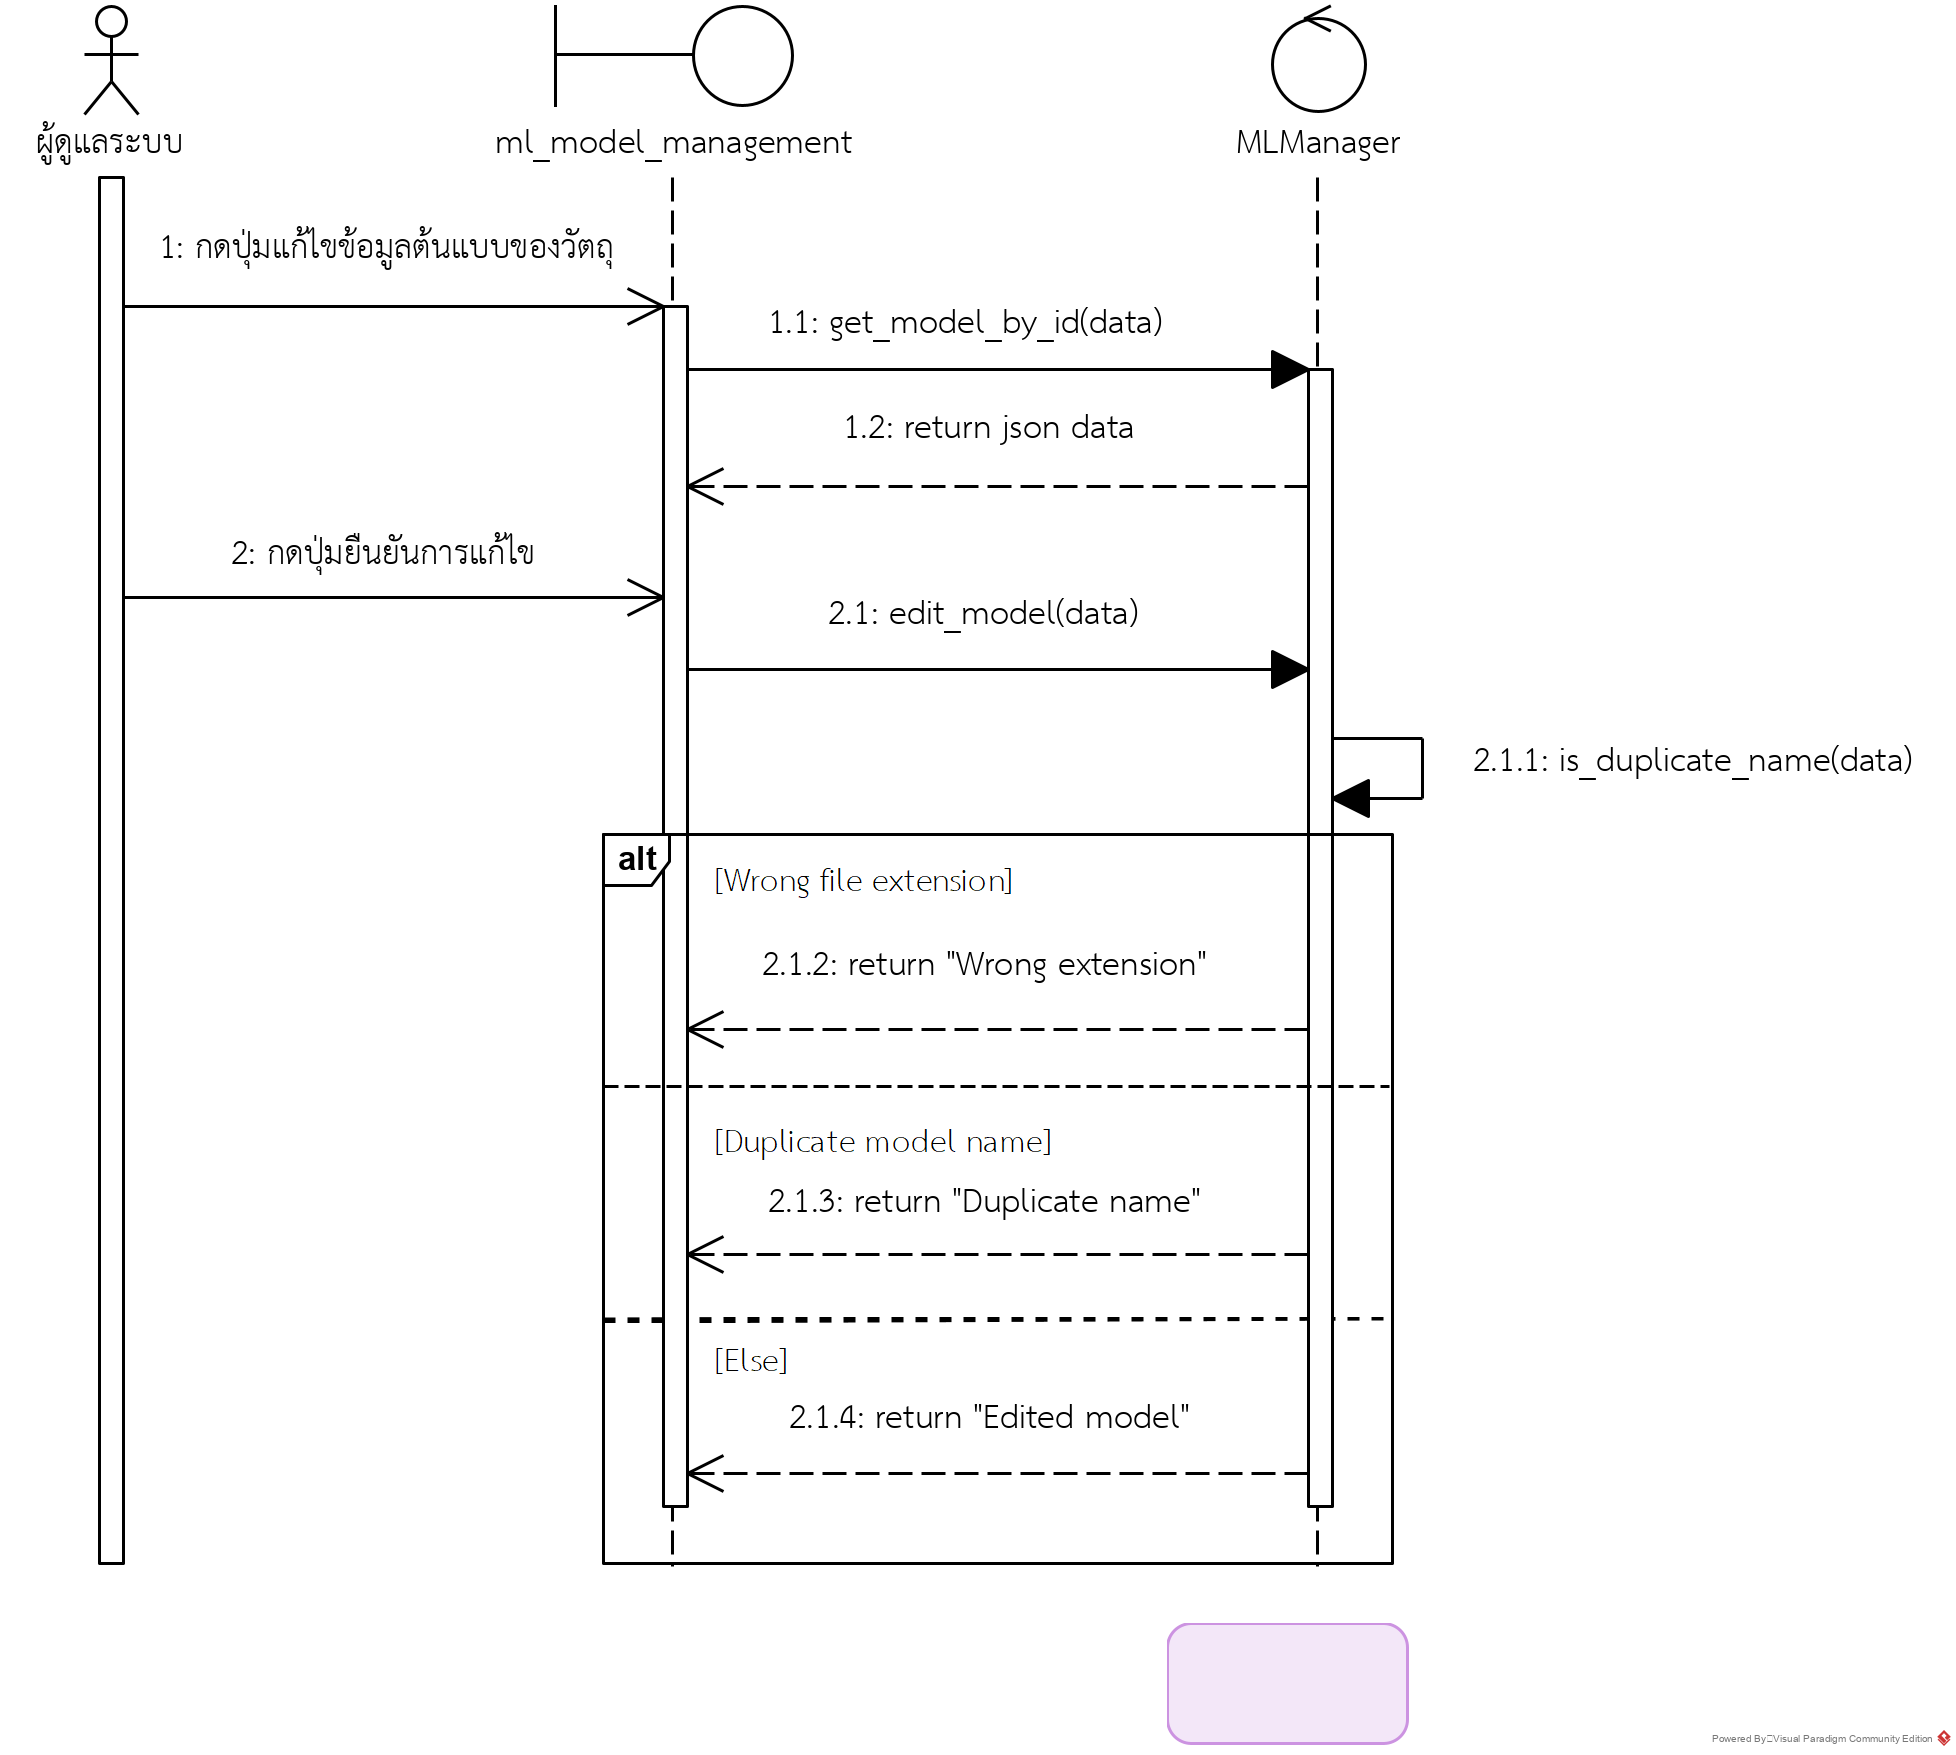 ผู้ดูแลระบบ
ml_model_management
MLManager
1: กดปุ่มแก้ไขข้อมูลต้นแบบของวัตถุ
1.1: get_model_by_id(data)
1.2: return json data
2: กดปุ่มยืนยันการแก้ไข
2.1: edit_model(data)
2.1.1: is_duplicate_name(data)
alt
[Wrong file extension]
2.1.2: return "Wrong extension"
[Duplicate model name]
2.1.3: return "Duplicate name"
[Else]
2.1.4: return "Edited model"
Powered By Visual Paradigm Community Edition